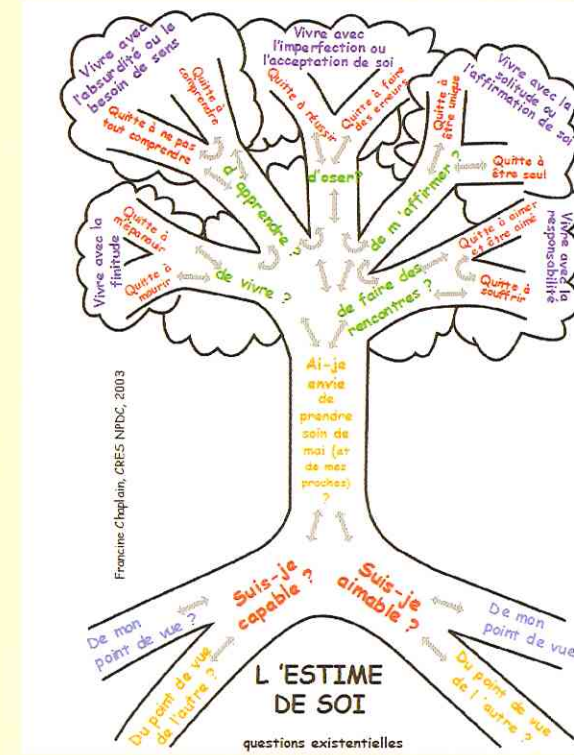 Vivre avec
l'absurdité ou le
besoin de sens
Vivre avec
l'imperfection ou
l'acceptation de soi
Vivre avec la
solitude ou
l'affirmation de soi
Quitte à
comprendre
Quitte à ne pas
tout comprendre
Quitte à réussir
Quitte à faire
des erreurs
Quitte à
être unique
Quitte à
être seul
d'apprendre ?
d'oser ?
de m'affirmer ?
Vivre avec la
finitude
Quitte à
m'épanouir
Quitte à
mourir
de vivre ?
de faire des
rencontres ?
Quitte à aimer
et être aimé
Quitte à
souffrir
Vivre avec la
responsabilité
Ai-je
envie
de
prendre
soin de
moi (et
de mes
proches)
?
Francine Chaplain, CRES NPDC, 2003
Suis-je
capable ?
Suis-je
aimable ?
De mon
point de vue ?
Du point de vue
de l'autre ?
De mon
point de vue
Du point de vue
de l'autre ?
L'ESTIME
DE SOI
questions existentielles